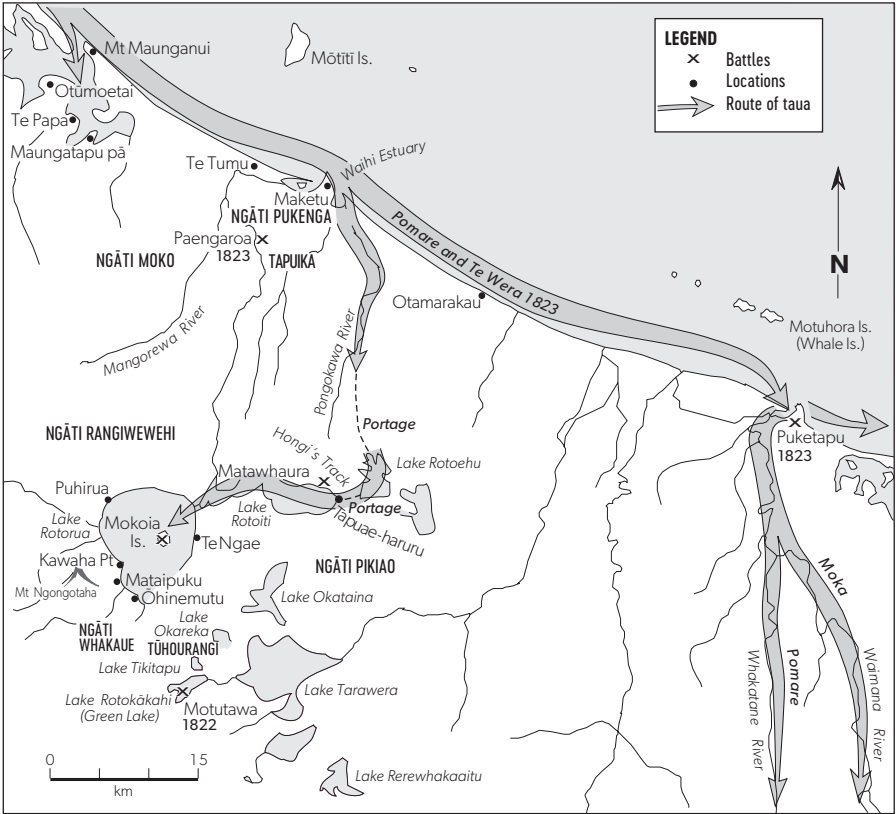 Mt Maunganui
Mōtītī Is.
LEGEND
Battles
Locations
Route of taua
Otūmoetai
Te Papa
Maungatapu pā
Te Tumu
Waihi Estuary
Maketu
NGĀTI PUKENGA
Paengaroa
1823
NGĀTI MOKO
TAPUIKA
Pomare and Te Wera 1823
N
Otamarakau
Mangorewa River
Pongokawa River
Motuhora Is.
(Whale Is.)
Puketapu
1823
Portage
NGĀTI RANGIWEWEHI
Hongi's Track
Lake Rotoehu
Matawhaura
Puhirua
Lake
Rotoiti
Portage
Tapuae-haruru
Lake
Rotorua
Mokoia
Is.
Te Ngae
Kawaha Pt
NGĀTI PIKIAO
Mataipuku
Mt Ngongotaha
Ōhinemutu
Lake Okataina
Moka
NGĀTI
WHAKAUE
Lake
Okareka
TŪHOURANGI
Lake Tikitapu
Lake Rotokākahi
(Green Lake)
Motutawa
1822
Lake Tarawera
Whakatane River
Pomare
Waimana River
0 15
km
Lake Rerewhakaaitu